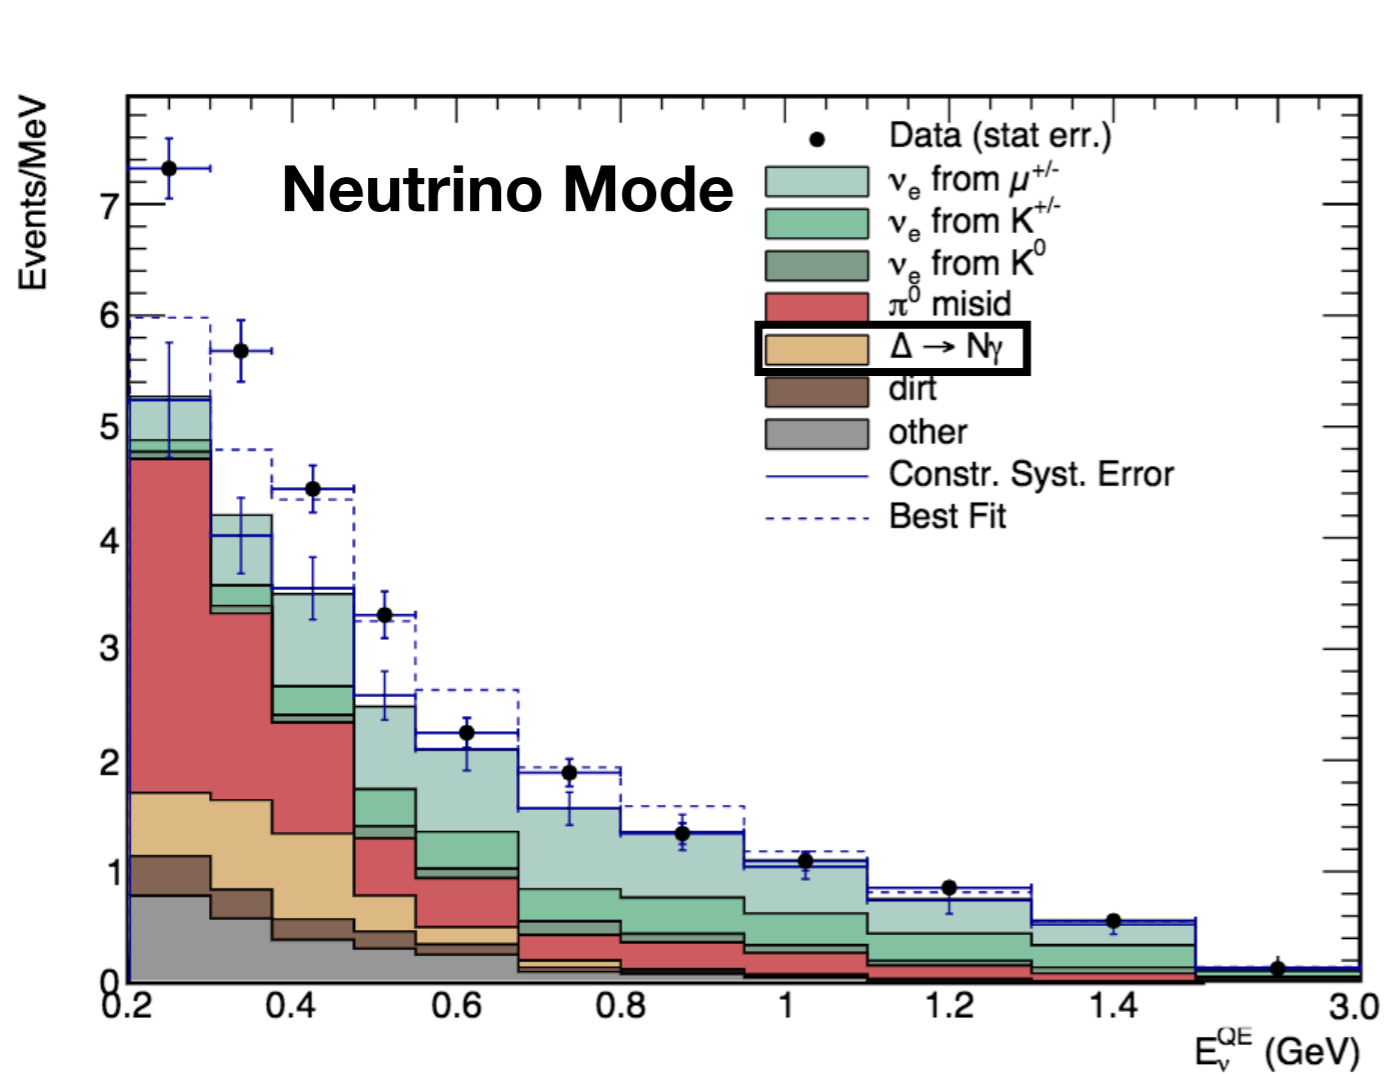 Events/MeV
Neutrino Mode
Data (stat err.)
νe from μ+/-
νe from K+/-
νe from K0
π0 misid
Δ → Nγ
dirt
other
Constr. Syst. Error
Best Fit
7
6
5
4
3
2
1
0
0.2 0.4 0.6 0.8 1 1.2 1.4 3.0
EνQE (GeV)